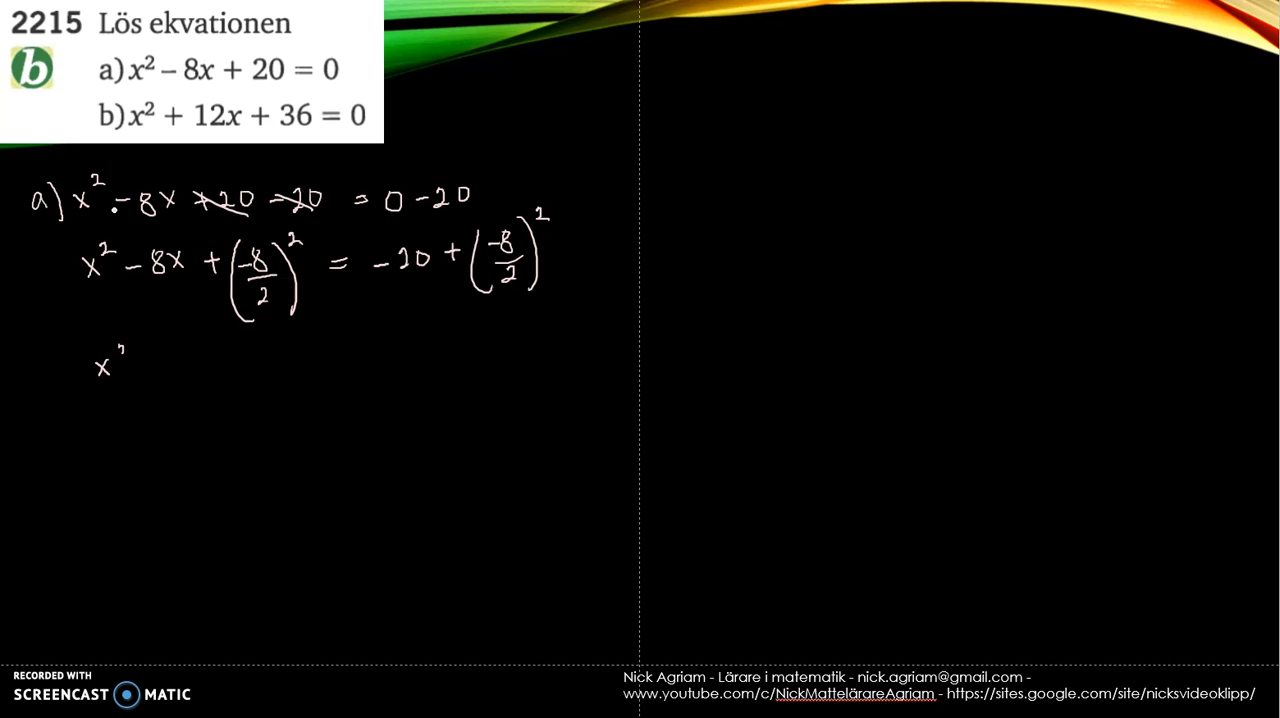 2215 Lös ekvationen
b
a) x² – 8x + 20 = 0
b) x² + 12x + 36 = 0
a) x² - 8x +20 -20 = 0 -20
x² - 8x + (-8/2)² = -20 + (-8/2)²
x²
RECORDED WITH
SCREENCAST MATIC
Nick Agriam - Lärare i matematik - nick.agriam@gmail.com -
www.youtube.com/c/NickMattelärareAgriam - https://sites.google.com/site/nicksvideoklipp/